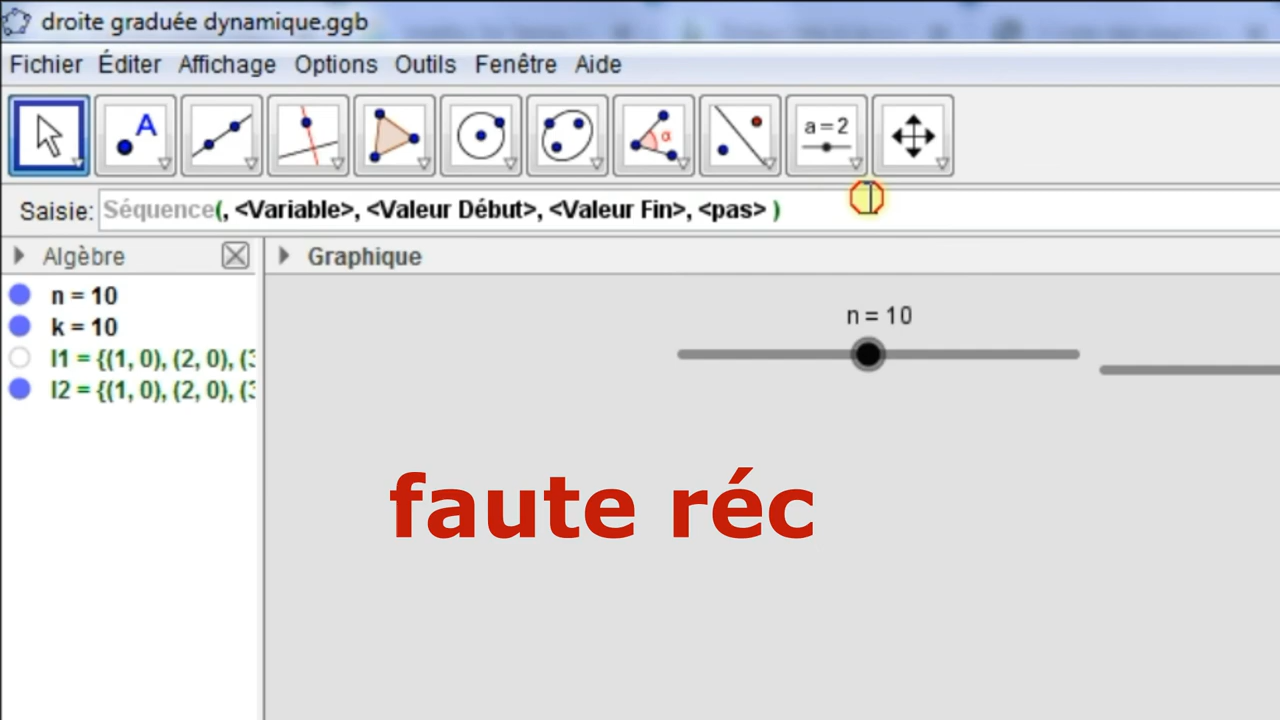 droite graduée dynamique.ggb
Fichier Éditer Affichage Options Outils Fenêtre Aide
A
α
a=2
Saisie: Séquence(, <Variable>, <Valeur Début>, <Valeur Fin>, <pas> )
Algèbre
Graphique
n = 10
k = 10
l1 = {(1, 0), (2, 0), (3
l2 = {(1, 0), (2, 0), (3
n = 10
faute réc